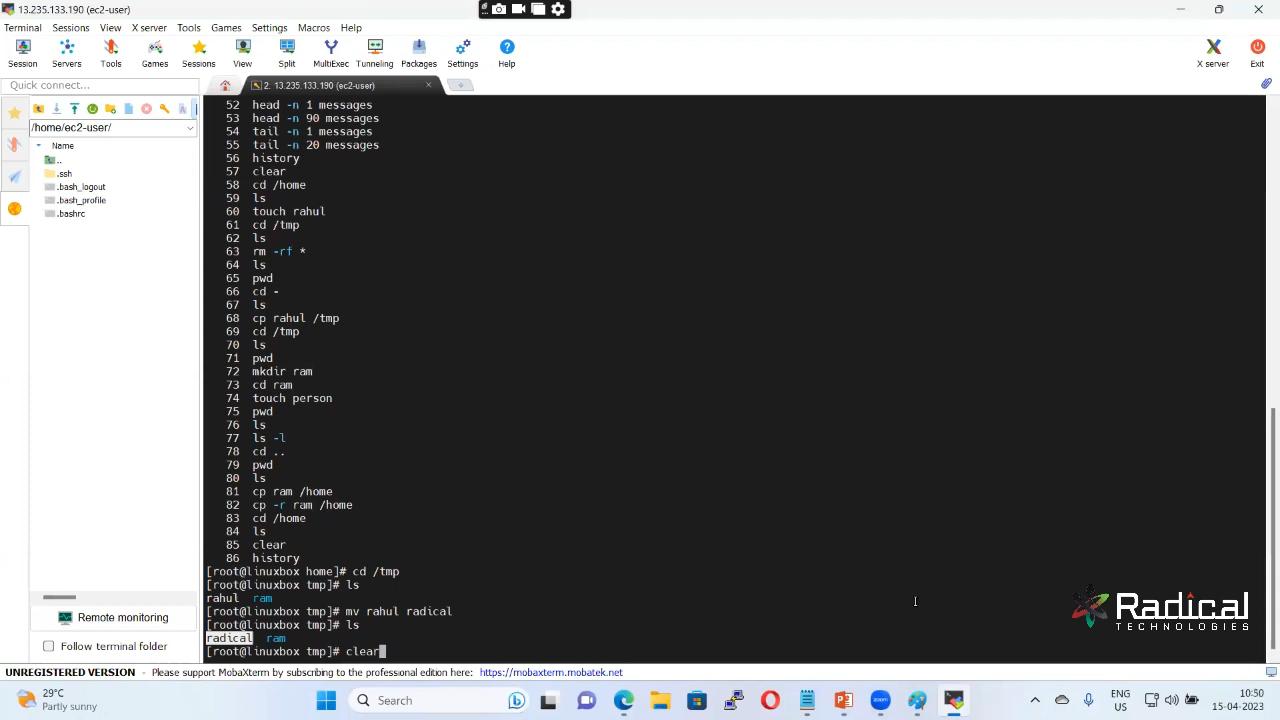 13.235.133.190 (ec2-user)
Terminal Sessions View X server Tools Games Settings Macros Help
Session Servers Tools Games Sessions View Split MultiExec Tunneling Packages Settings Help X server Exit
Quick connect...
2. 13.235.133.190 (ec2-user)
/home/ec2-user/
Name
..
.ssh
.bash_logout
.bash_profile
.bashrc
52 head -n 1 messages
53 head -n 90 messages
54 tail -n 1 messages
55 tail -n 20 messages
56 history
57 clear
58 cd /home
59 ls
60 touch rahul
61 cd /tmp
62 ls
63 rm -rf *
64 ls
65 pwd
66 cd -
67 ls
68 cp rahul /tmp
69 cd /tmp
70 ls
71 pwd
72 mkdir ram
73 cd ram
74 touch person
75 pwd
76 ls
77 ls -l
78 cd ..
79 pwd
80 ls
81 cp ram /home
82 cp -r ram /home
83 cd /home
84 ls
85 clear
86 history
[root@linuxbox home]# cd /tmp
[root@linuxbox tmp]# ls
rahul ram
[root@linuxbox tmp]# mv rahul radical
[root@linuxbox tmp]# ls
radical ram
[root@linuxbox tmp]# clear
Remote monitoring
Follow terminal folder
Radical
TECHNOLOGIES
UNREGISTERED VERSION - Please support MobaXterm by subscribing to the professional edition here: https://mobaxterm.mobatek.net
29°C
Partly sunny
Search
zoom
ENG
US
10:50
15-04-2023